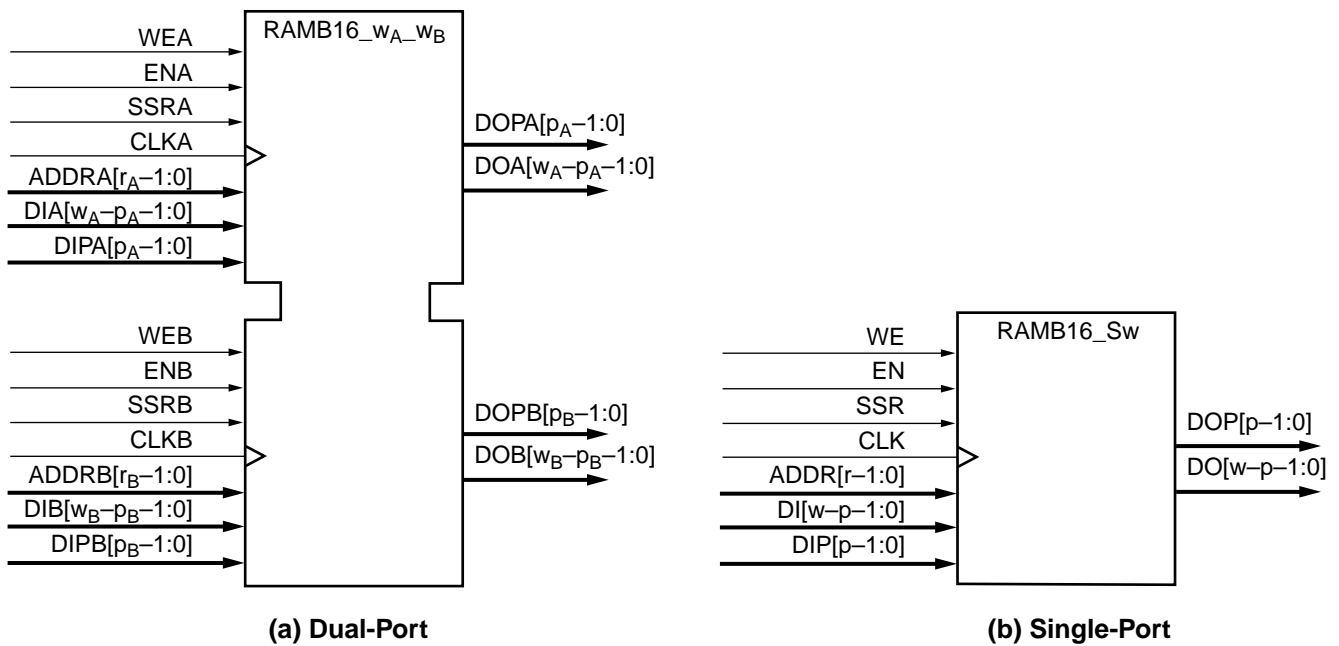 RAMB16_wA_wB
WEA
ENA
SSRA
CLKA
ADDRA[rA–1:0]
DIA[wA–pA–1:0]
DIPA[pA–1:0]
DOPA[pA–1:0]
DOA[wA–pA–1:0]
WEB
ENB
SSRB
CLKB
ADDRB[rB–1:0]
DIB[wB–pB–1:0]
DIPB[pB–1:0]
DOPB[pB–1:0]
DOB[wB–pB–1:0]
(a) Dual-Port
RAMB16_Sw
WE
EN
SSR
CLK
ADDR[r–1:0]
DI[w–p–1:0]
DIP[p–1:0]
DOP[p–1:0]
DO[w–p–1:0]
(b) Single-Port